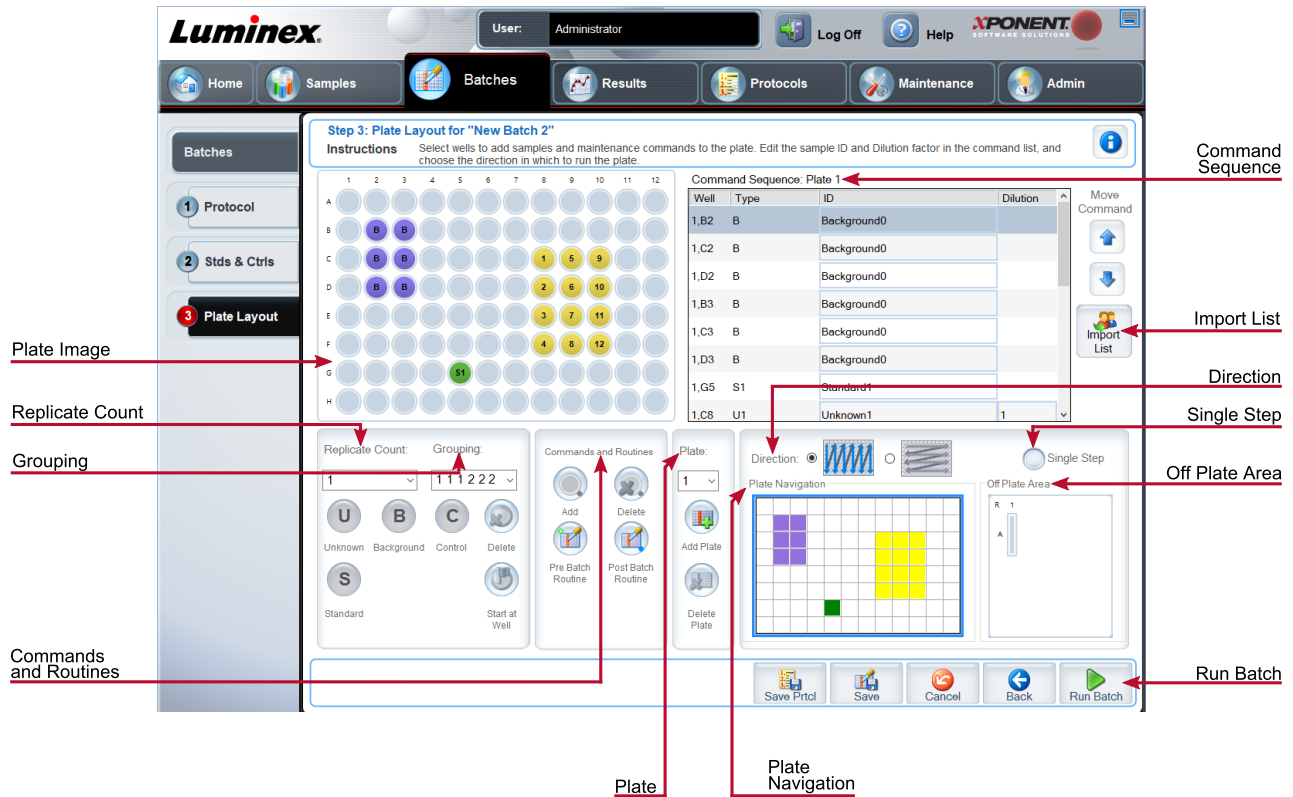 Luminex.
User:
Administrator
Log Off
Help
XPONENT.
SOFTWARE SOLUTIONS
Home
Samples
Batches
Results
Protocols
Maintenance
Admin
Batches
1 Protocol
2 Stds & Ctrls
3 Plate Layout
Step 3: Plate Layout for "New Batch 2"
Instructions
Select wells to add samples and maintenance commands to the plate. Edit the sample ID and Dilution factor in the command list, and
choose the direction in which to run the plate.
1 2 3 4 5 6 7 8 9 10 11 12
A
B B B
C B B 1 5 9
D B B 2 6 10
E 3 7 11
F 4 8 12
G S1
H
Command Sequence: Plate 1
Well Type ID Dilution
1,B2 B Background0
1,C2 B Background0
1,D2 B Background0
1,B3 B Background0
1,C3 B Background0
1,D3 B Background0
1,G5 S1 Standard1
1,C8 U1 Unknown1 1
Move
Command
Import
List
Replicate Count:
Grouping:
1
1 1 1 2 2 2
U
B
C
Unknown
Background
Control
Delete
S
Standard
Start at
Well
Commands and Routines
Add
Delete
Pre Batch
Routine
Post Batch
Routine
Plate:
1
Add Plate
Delete
Plate
Direction:
Single Step
Plate Navigation
Off Plate Area
R 1
A
Save Prtcl
Save
Cancel
Back
Run Batch
Plate Image
Replicate Count
Grouping
Commands
and Routines
Plate
Plate
Navigation
Command
Sequence
Import List
Direction
Single Step
Off Plate Area
Run Batch